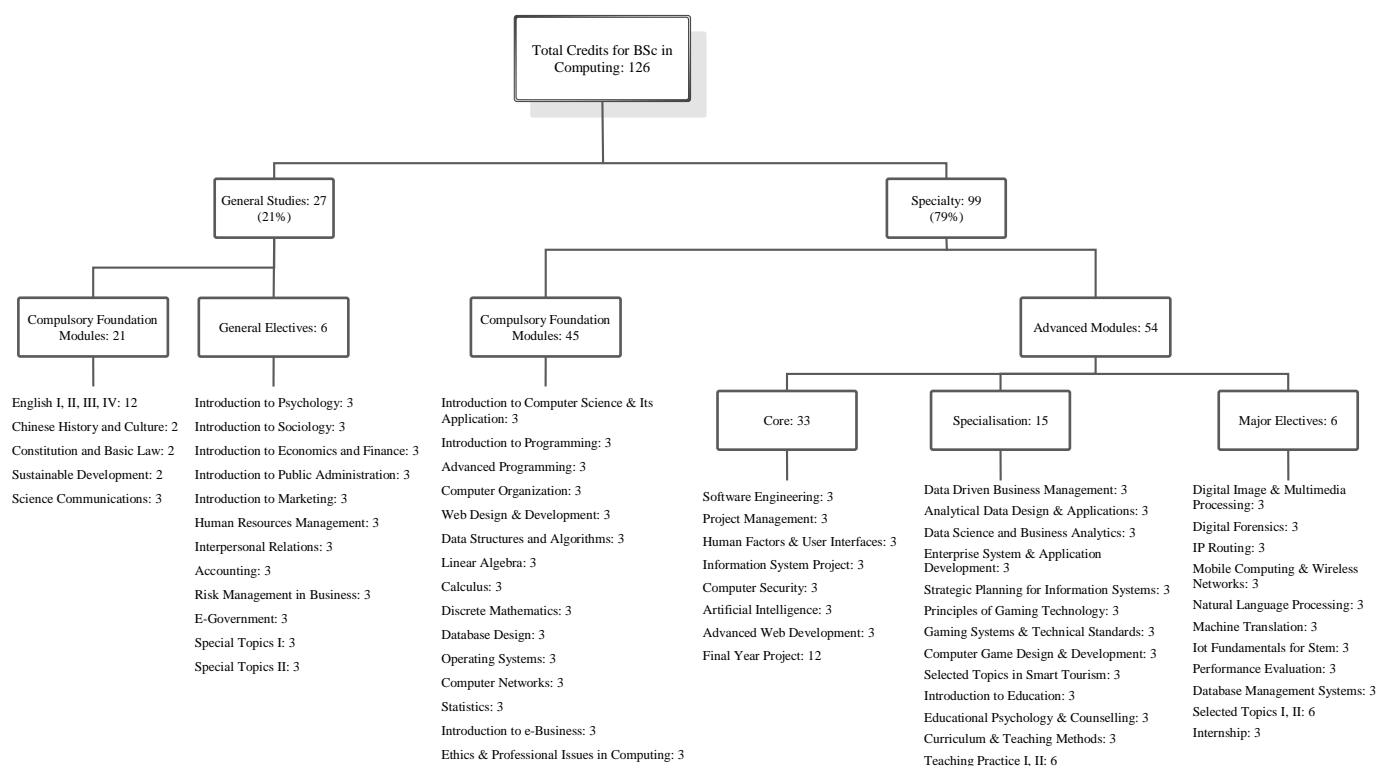 Total Credits for BSc in
Computing: 126
General Studies: 27
(21%)
Specialty: 99
(79%)
Compulsory Foundation
Modules: 21
General Electives: 6
Compulsory Foundation
Modules: 45
Advanced Modules: 54
English I, II, III, IV: 12
Chinese History and Culture: 2
Constitution and Basic Law: 2
Sustainable Development: 2
Science Communications: 3
Introduction to Psychology: 3
Introduction to Sociology: 3
Introduction to Economics and Finance: 3
Introduction to Public Administration: 3
Introduction to Marketing: 3
Human Resources Management: 3
Interpersonal Relations: 3
Accounting: 3
Risk Management in Business: 3
E-Government: 3
Special Topics I: 3
Special Topics II: 3
Introduction to Computer Science & Its
Application: 3
Introduction to Programming: 3
Advanced Programming: 3
Computer Organization: 3
Web Design & Development: 3
Data Structures and Algorithms: 3
Linear Algebra: 3
Calculus: 3
Discrete Mathematics: 3
Database Design: 3
Operating Systems: 3
Computer Networks: 3
Statistics: 3
Introduction to e-Business: 3
Ethics & Professional Issues in Computing: 3
Core: 33
Specialisation: 15
Major Electives: 6
Software Engineering: 3
Project Management: 3
Human Factors & User Interfaces: 3
Information System Project: 3
Computer Security: 3
Artificial Intelligence: 3
Advanced Web Development: 3
Final Year Project: 12
Data Driven Business Management: 3
Analytical Data Design & Applications: 3
Data Science and Business Analytics: 3
Enterprise System & Application
Development: 3
Strategic Planning for Information Systems: 3
Principles of Gaming Technology: 3
Gaming Systems & Technical Standards: 3
Computer Game Design & Development: 3
Selected Topics in Smart Tourism: 3
Introduction to Education: 3
Educational Psychology & Counselling: 3
Curriculum & Teaching Methods: 3
Teaching Practice I, II: 6
Digital Image & Multimedia
Processing: 3
Digital Forensics: 3
IP Routing: 3
Mobile Computing & Wireless
Networks: 3
Natural Language Processing: 3
Machine Translation: 3
Iot Fundamentals for Stem: 3
Performance Evaluation: 3
Database Management Systems: 3
Selected Topics I, II: 6
Internship: 3